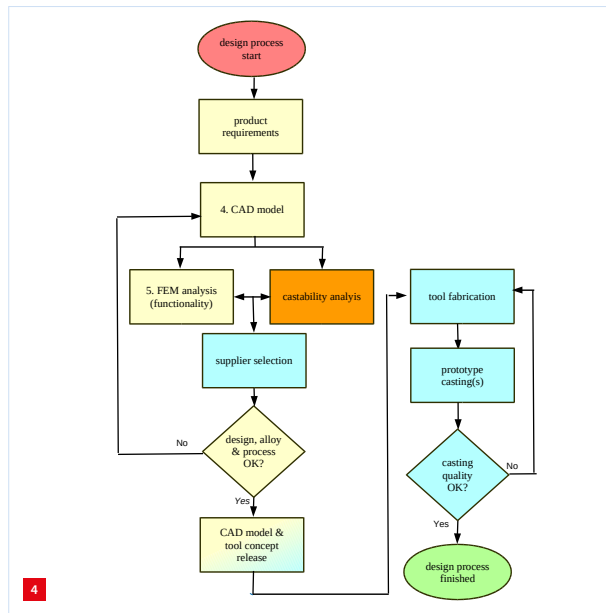 design process
start
product
requirements
4. CAD model
5. FEM analysis
(functionality)
castability analyis
supplier selection
No
design, alloy
& process
OK?
Yes
CAD model &
tool concept
release
tool fabrication
prototype
casting(s)
casting
quality
OK?
No
Yes
design process
finished
4